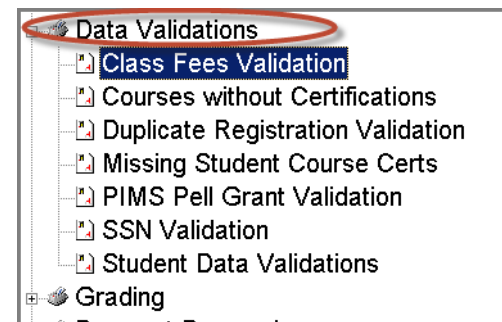 Data Validations
Class Fees Validation
Courses without Certifications
Duplicate Registration Validation
Missing Student Course Certs
PIMS Pell Grant Validation
SSN Validation
Student Data Validations
Grading